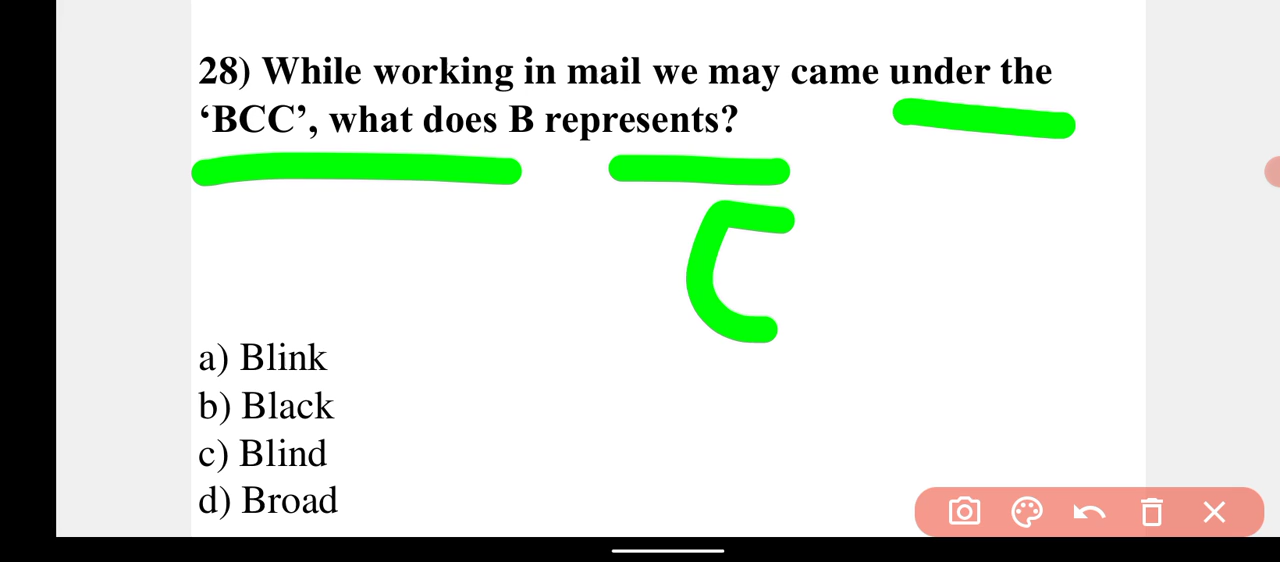 28) While working in mail we may came under the
‘BCC’, what does B represents?
C
a) Blink
b) Black
c) Blind
d) Broad